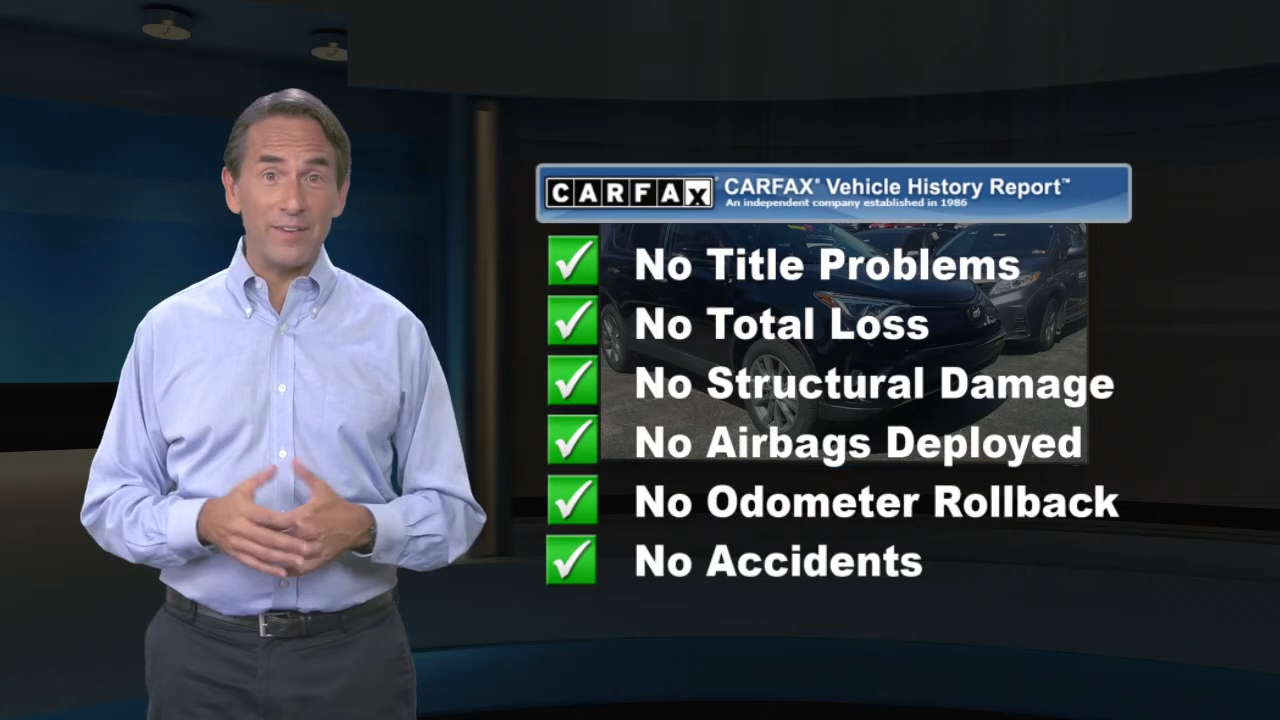 CARFAX® CARFAX® Vehicle History Report™
An independent company established in 1986
No Title Problems
No Total Loss
No Structural Damage
No Airbags Deployed
No Odometer Rollback
No Accidents